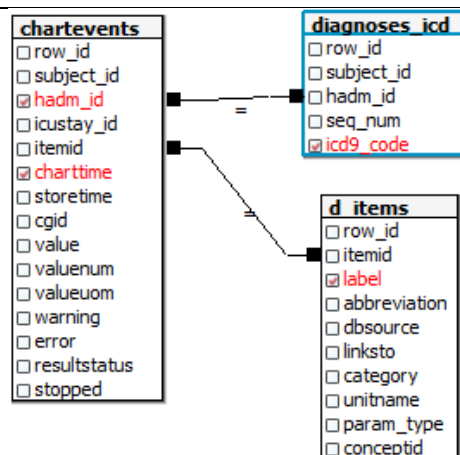 chartevents
row_id
subject_id
hadm_id
icustay_id
itemid
charttime
storetime
cgid
value
valuenum
valueuom
warning
error
resultstatus
stopped
=
=
diagnoses_icd
row_id
subject_id
hadm_id
seq_num
icd9_code
d_items
row_id
itemid
label
abbreviation
dbsource
linksto
category
unitname
param_type
conceptid